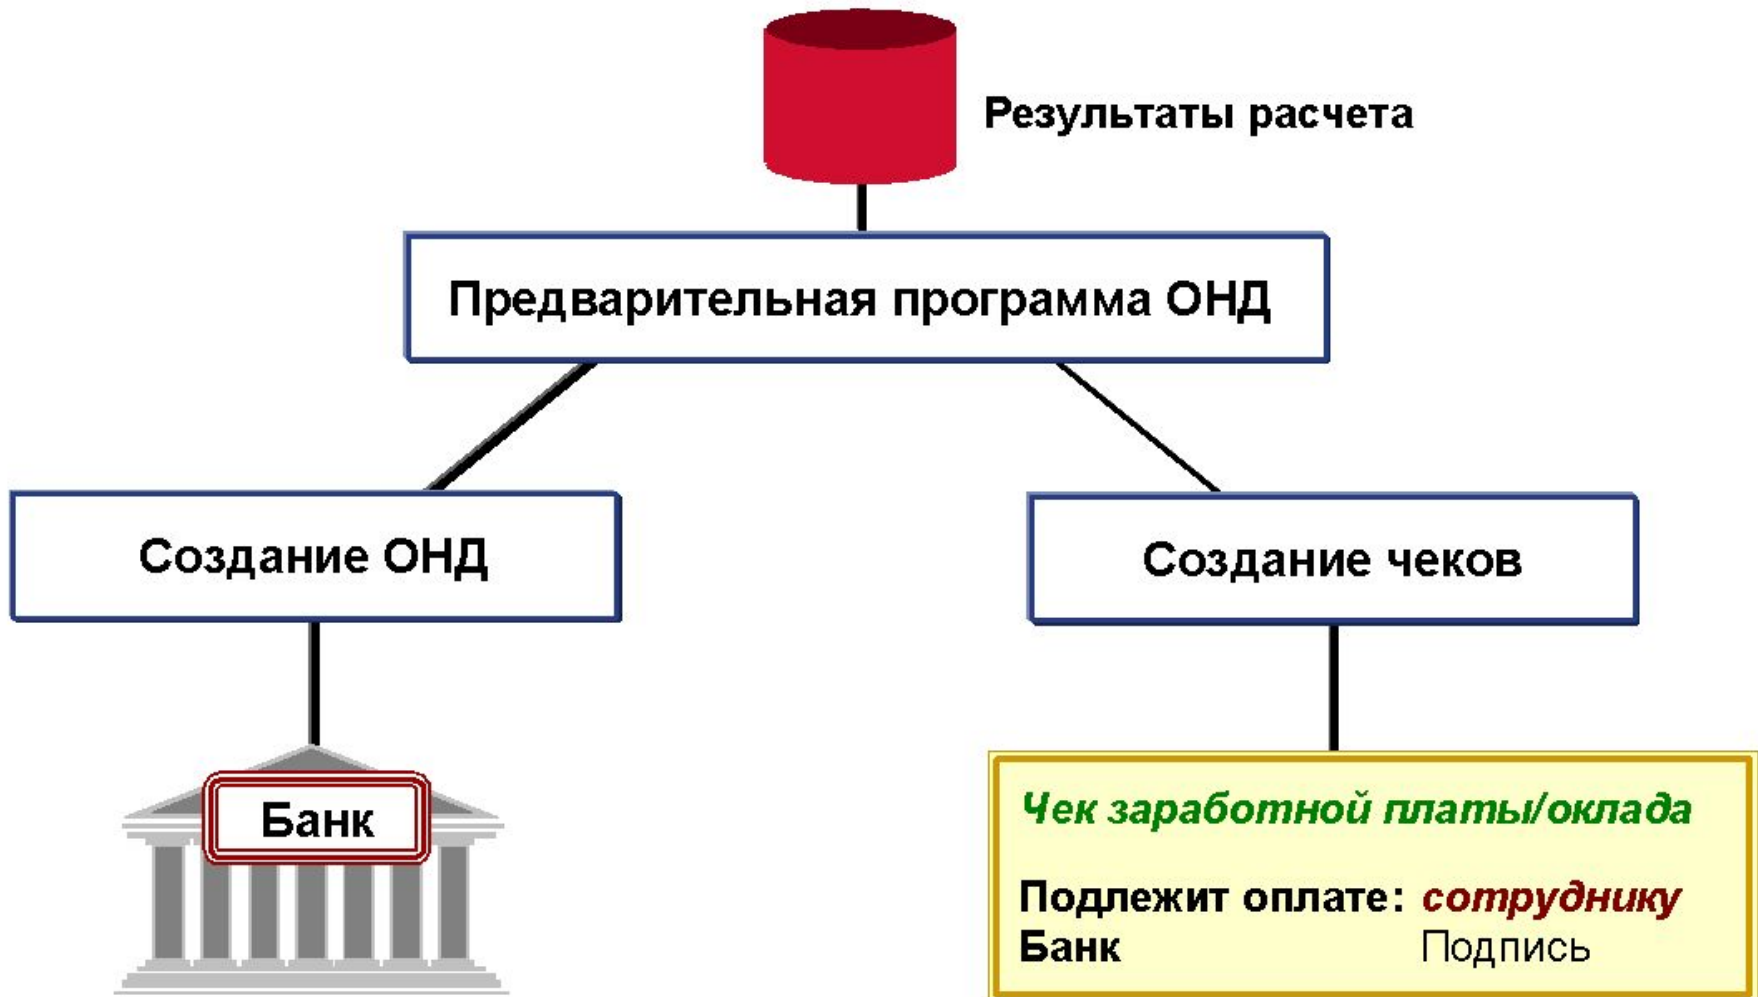 Результаты расчета
Предварительная программа ОНД
Создание ОНД
Создание чеков
Банк
Чек заработной платы/оклада
Подлежит оплате: сотруднику
Банк Подпись